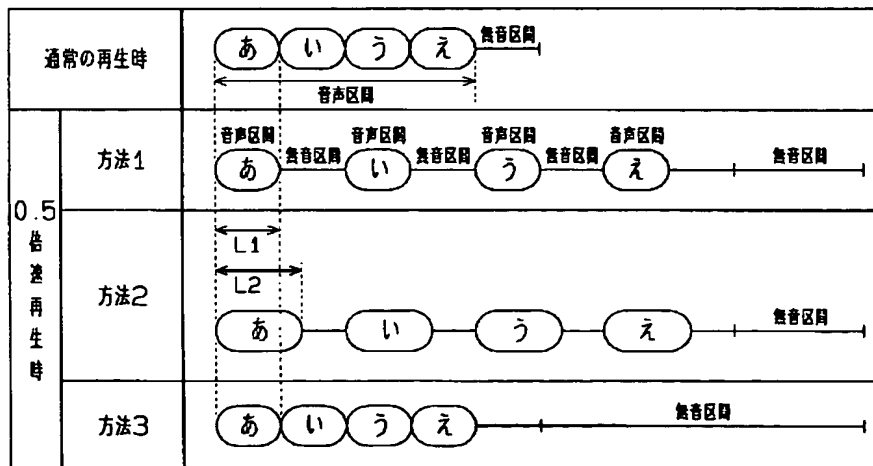 通常の再生時
あ い う え 無音区間
音声区間
0.5倍速再生時
方法1
音声区間 音声区間 音声区間 音声区間
あ 無音区間 い 無音区間 う 無音区間 え 無音区間
方法2
L1
L2
あ い う え 無音区間
方法3
あ い う え 無音区間